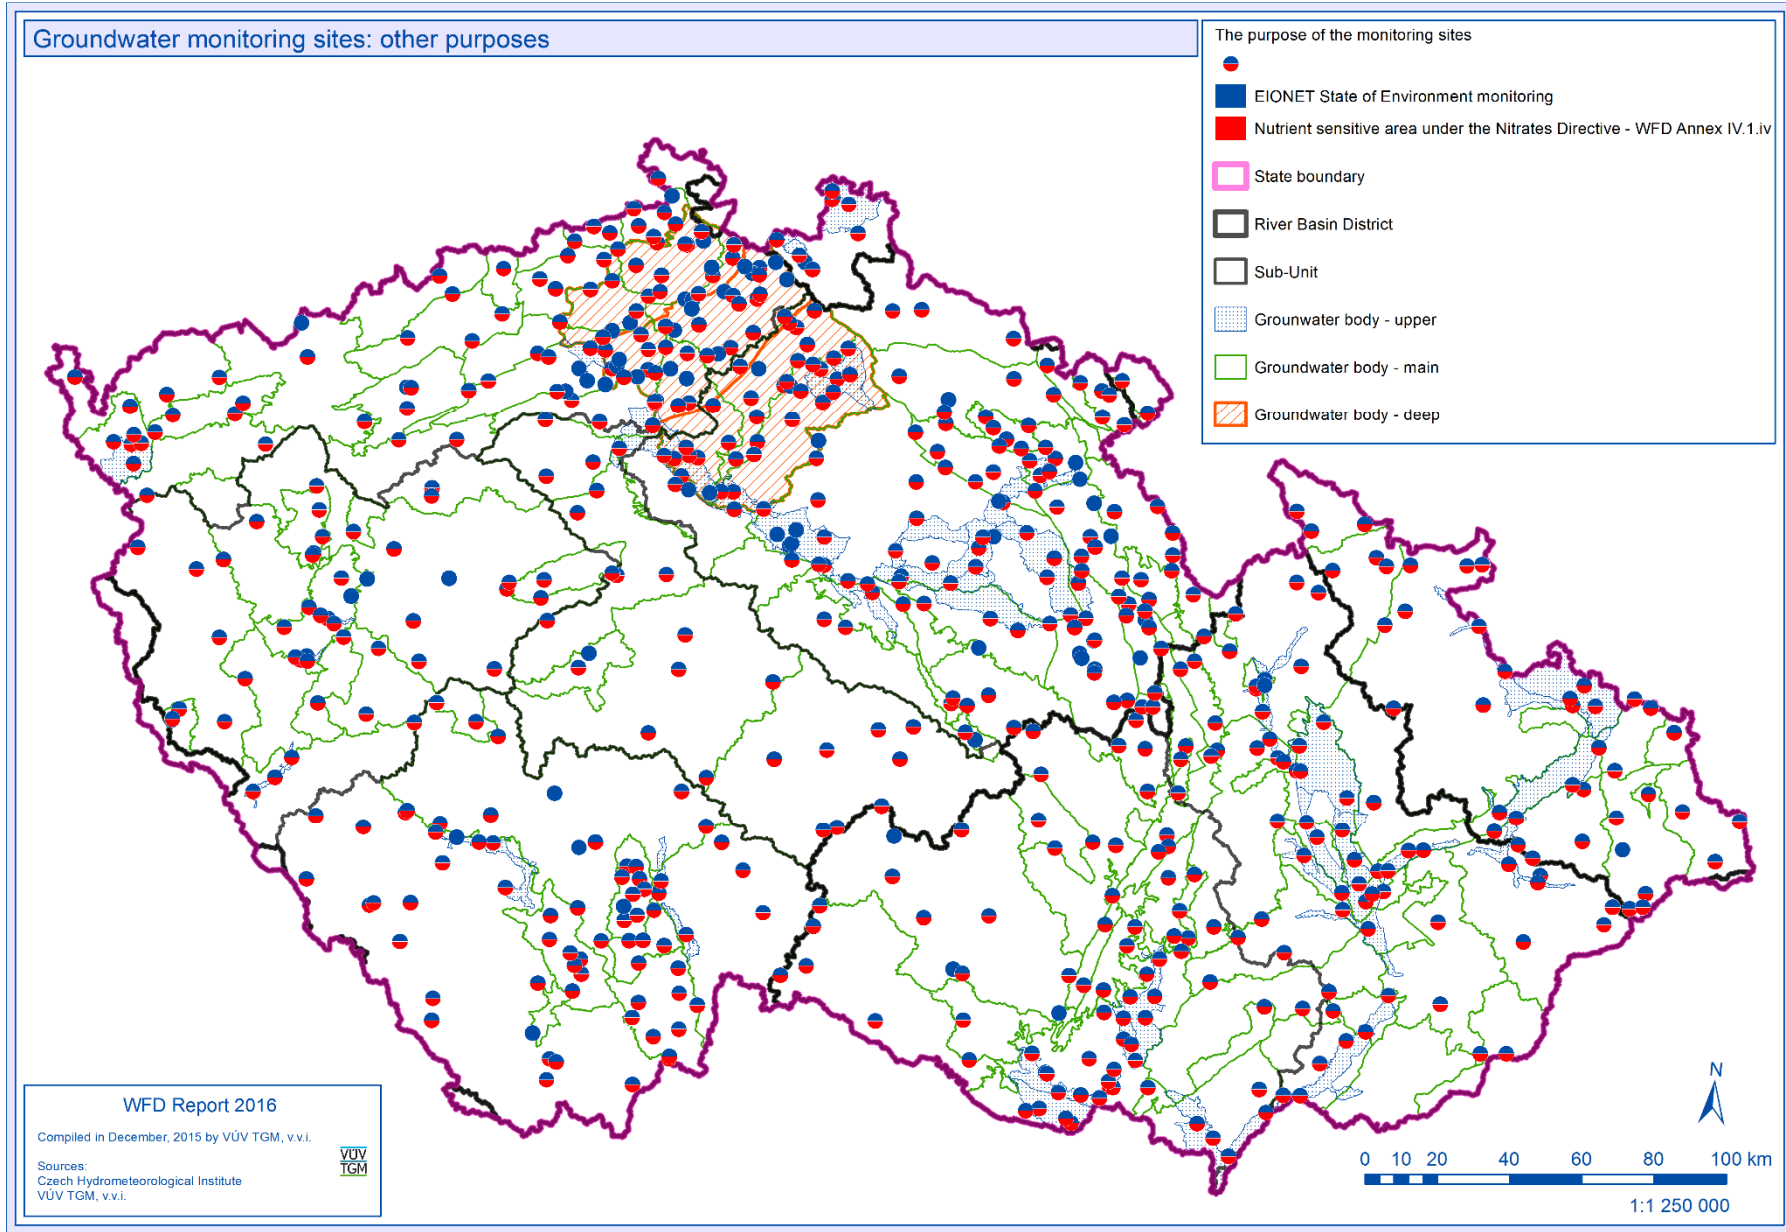 Groundwater monitoring sites: other purposes
The purpose of the monitoring sites
EIONET State of Environment monitoring
Nutrient sensitive area under the Nitrates Directive - WFD Annex IV.1.iv
State boundary
River Basin District
Sub-Unit
Grounwater body - upper
Groundwater body - main
Groundwater body - deep
WFD Report 2016
Compiled in December, 2015 by VÚV TGM, v.v.i.
Sources:
Czech Hydrometeorological Institute
VÚV TGM, v.v.i.
VÚV
TGM
N
0 10 20 40 60 80 100 km
1:1 250 000